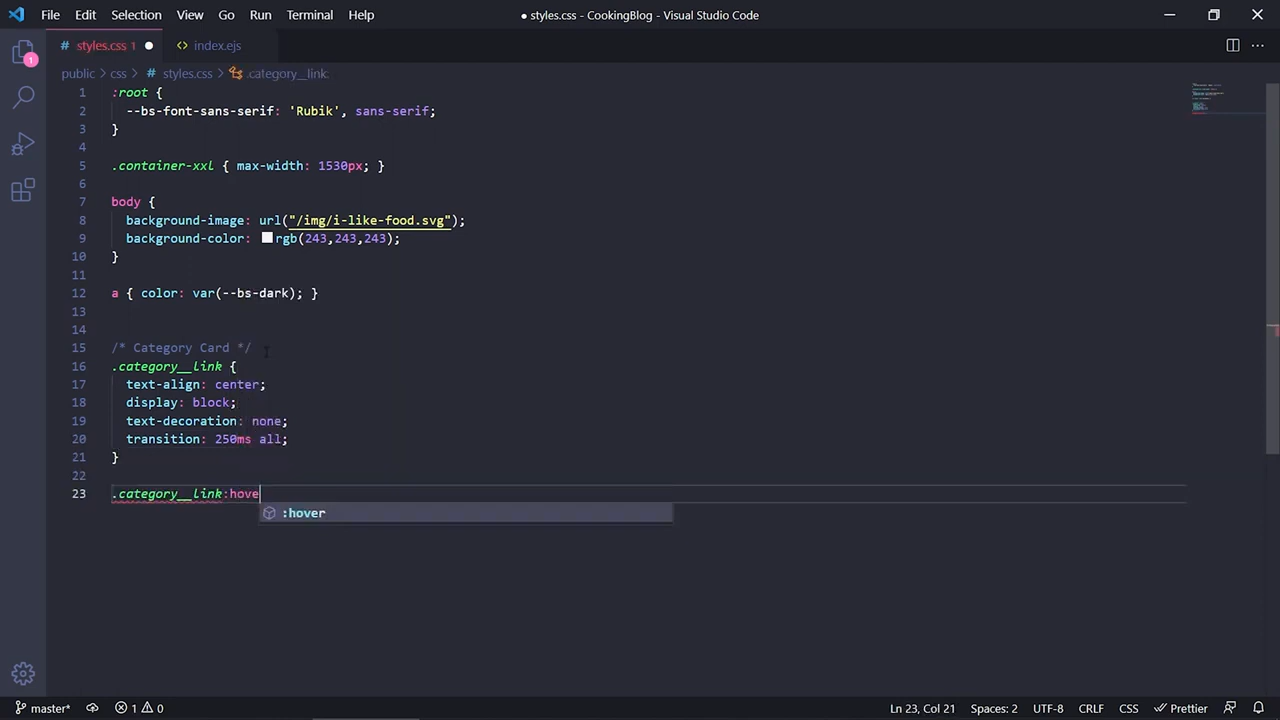 File Edit Selection View Go Run Terminal Help
● styles.css - CookingBlog - Visual Studio Code
# styles.css 1 ●
<> index.ejs
public > css > # styles.css > .category__link:
1
1 :root {
2 --bs-font-sans-serif: 'Rubik', sans-serif;
3 }
4
5 .container-xxl { max-width: 1530px; }
6
7 body {
8 background-image: url("/img/i-like-food.svg");
9 background-color: rgb(243,243,243);
10 }
11
12 a { color: var(--bs-dark); }
13
14
15 /* Category Card */
16 .category__link {
17 text-align: center;
18 display: block;
19 text-decoration: none;
20 transition: 250ms all;
21 }
22
23 .category__link:hove
:hover
master* 1 0 Ln 23, Col 21 Spaces: 2 UTF-8 CRLF CSS Prettier